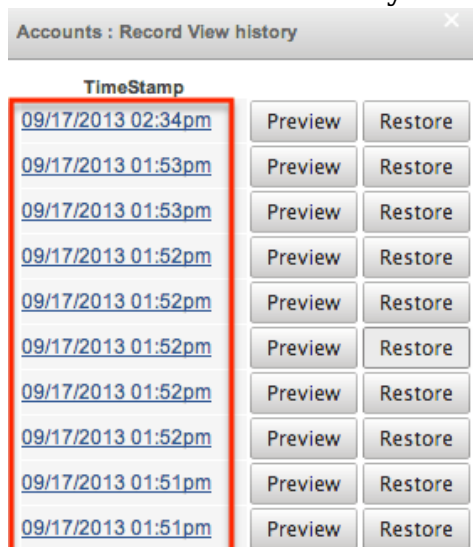 Accounts : Record View history
TimeStamp
09/17/2013 02:34pm Preview Restore
09/17/2013 01:53pm Preview Restore
09/17/2013 01:53pm Preview Restore
09/17/2013 01:52pm Preview Restore
09/17/2013 01:52pm Preview Restore
09/17/2013 01:52pm Preview Restore
09/17/2013 01:52pm Preview Restore
09/17/2013 01:52pm Preview Restore
09/17/2013 01:51pm Preview Restore
09/17/2013 01:51pm Preview Restore